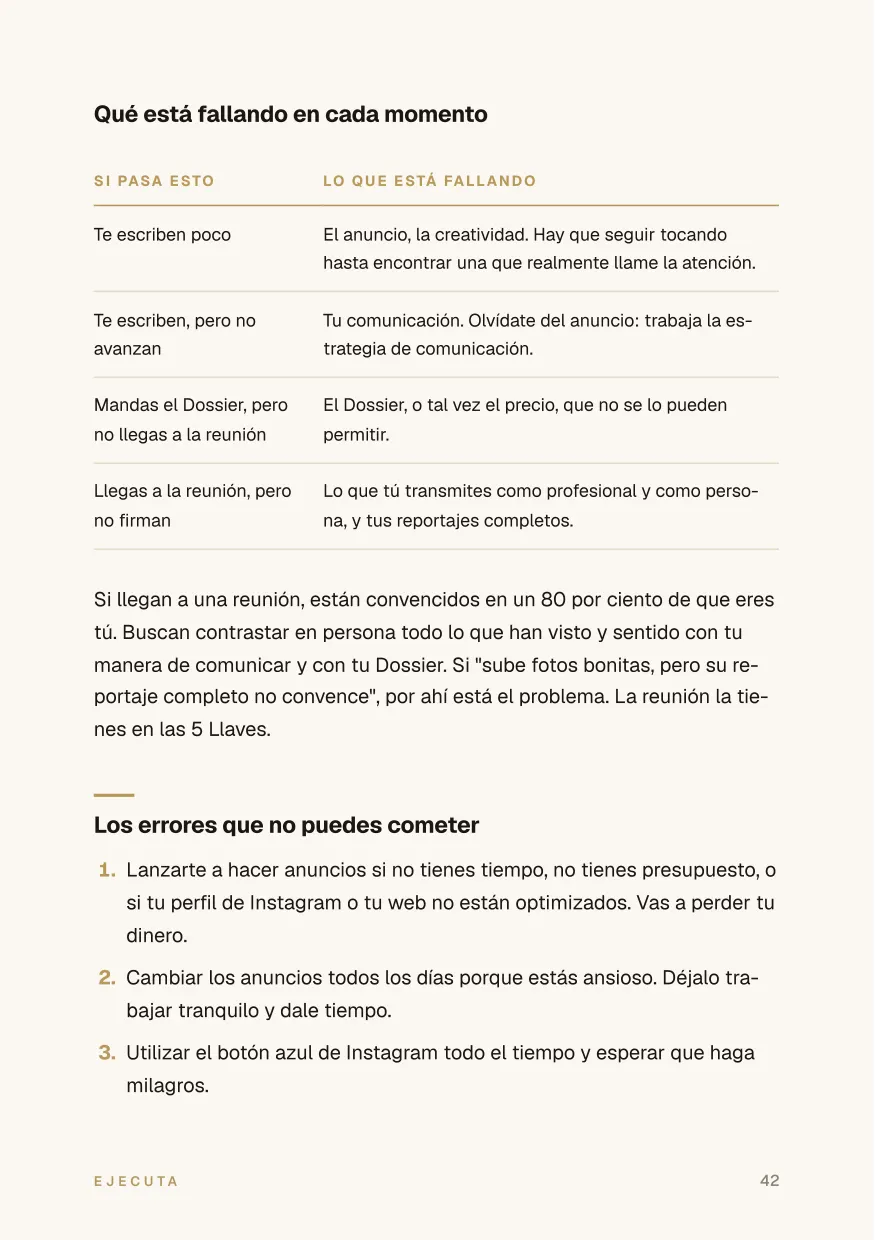 Qué está fallando en cada momento
SI PASA ESTO
LO QUE ESTÁ FALLANDO
Te escriben poco
El anuncio, la creatividad. Hay que seguir tocando
hasta encontrar una que realmente llame la atención.
Te escriben, pero no
avanzan
Tu comunicación. Olvídate del anuncio: trabaja la es-
trategia de comunicación.
Mandas el Dossier, pero
no llegas a la reunión
El Dossier, o tal vez el precio, que no se lo pueden
permitir.
Llegas a la reunión, pero
no firman
Lo que tú transmites como profesional y como perso-
na, y tus reportajes completos.
Si llegan a una reunión, están convencidos en un 80 por ciento de que eres
tú. Buscan contrastar en persona todo lo que han visto y sentido con tu
manera de comunicar y con tu Dossier. Si "sube fotos bonitas, pero su re-
portaje completo no convence", por ahí está el problema. La reunión la tie-
nes en las 5 Llaves.
Los errores que no puedes cometer
1. Lanzarte a hacer anuncios si no tienes tiempo, no tienes presupuesto, o
si tu perfil de Instagram o tu web no están optimizados. Vas a perder tu
dinero.
2. Cambiar los anuncios todos los días porque estás ansioso. Déjalo tra-
bajar tranquilo y dale tiempo.
3. Utilizar el botón azul de Instagram todo el tiempo y esperar que haga
milagros.
EJECUTA
42